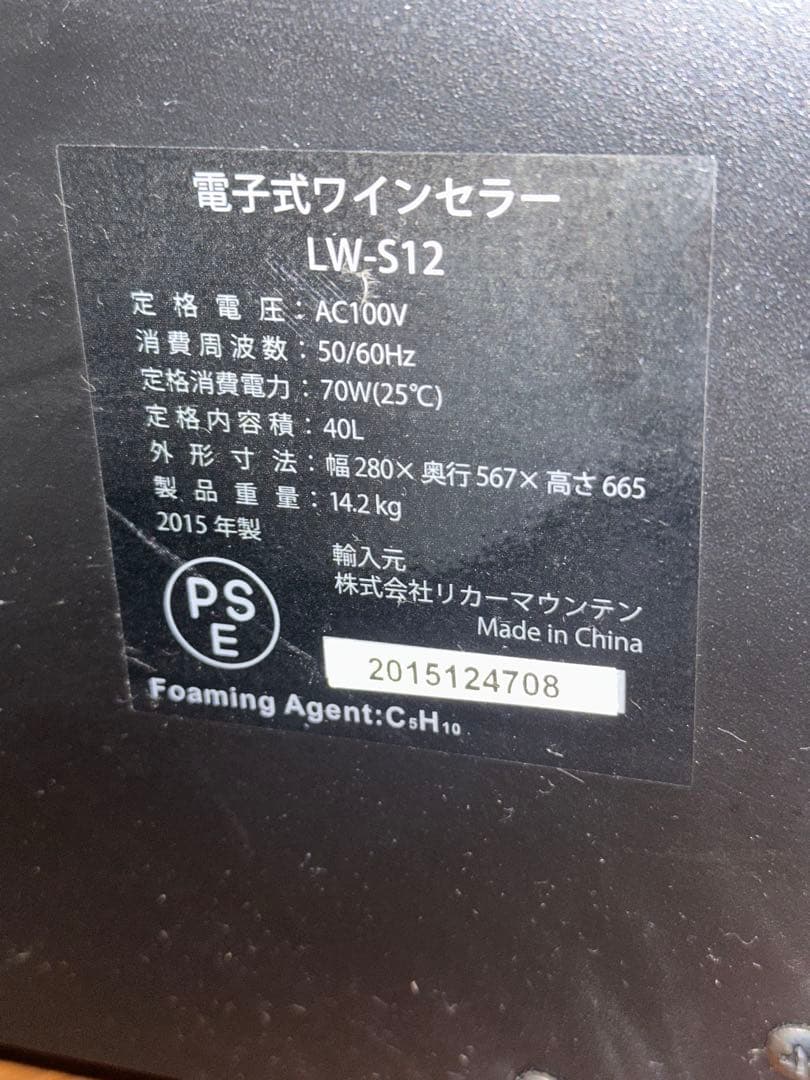 電子式ワインセラー
LW-S12
定格電圧：AC100V
消費周波数：50/60Hz
定格消費電力：70W(25℃)
定格内容積：40L
外形寸法：幅280×奥行567×高さ665
製品重量：14.2kg
2015年製
輸入元
株式会社リカーマウンテン
Made in China
PS
E
2015124708
Foaming Agent:C₅H₁₀